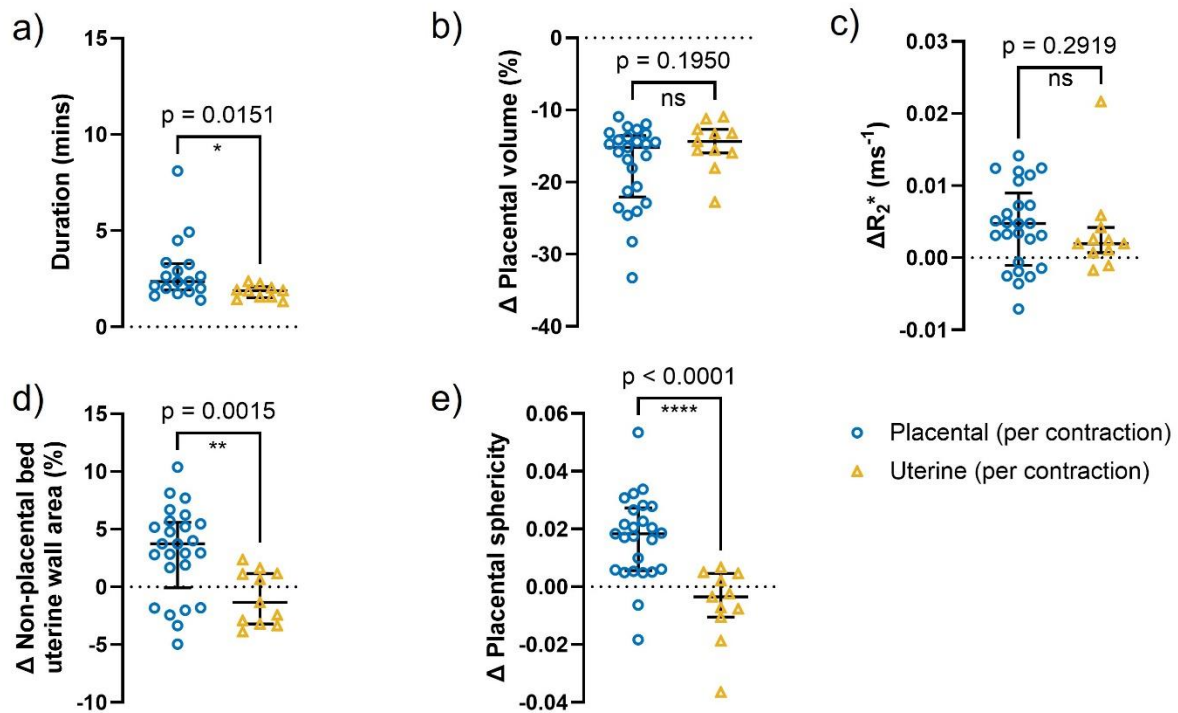 a)
Duration (mins)
15
10
5
0
p = 0.0151
*
b)
Δ Placental volume (%)
0
-10
-20
-30
-40
p = 0.1950
ns
c)
ΔR₂* (ms⁻¹)
0.03
0.02
0.01
0.00
-0.01
p = 0.2919
ns
d)
Δ Non-placental bed
uterine wall area (%)
15
10
5
0
-5
-10
p = 0.0015
**
e)
Δ Placental sphericity
0.06
0.04
0.02
0.00
-0.02
-0.04
p < 0.0001
****
Placental (per contraction)
Uterine (per contraction)